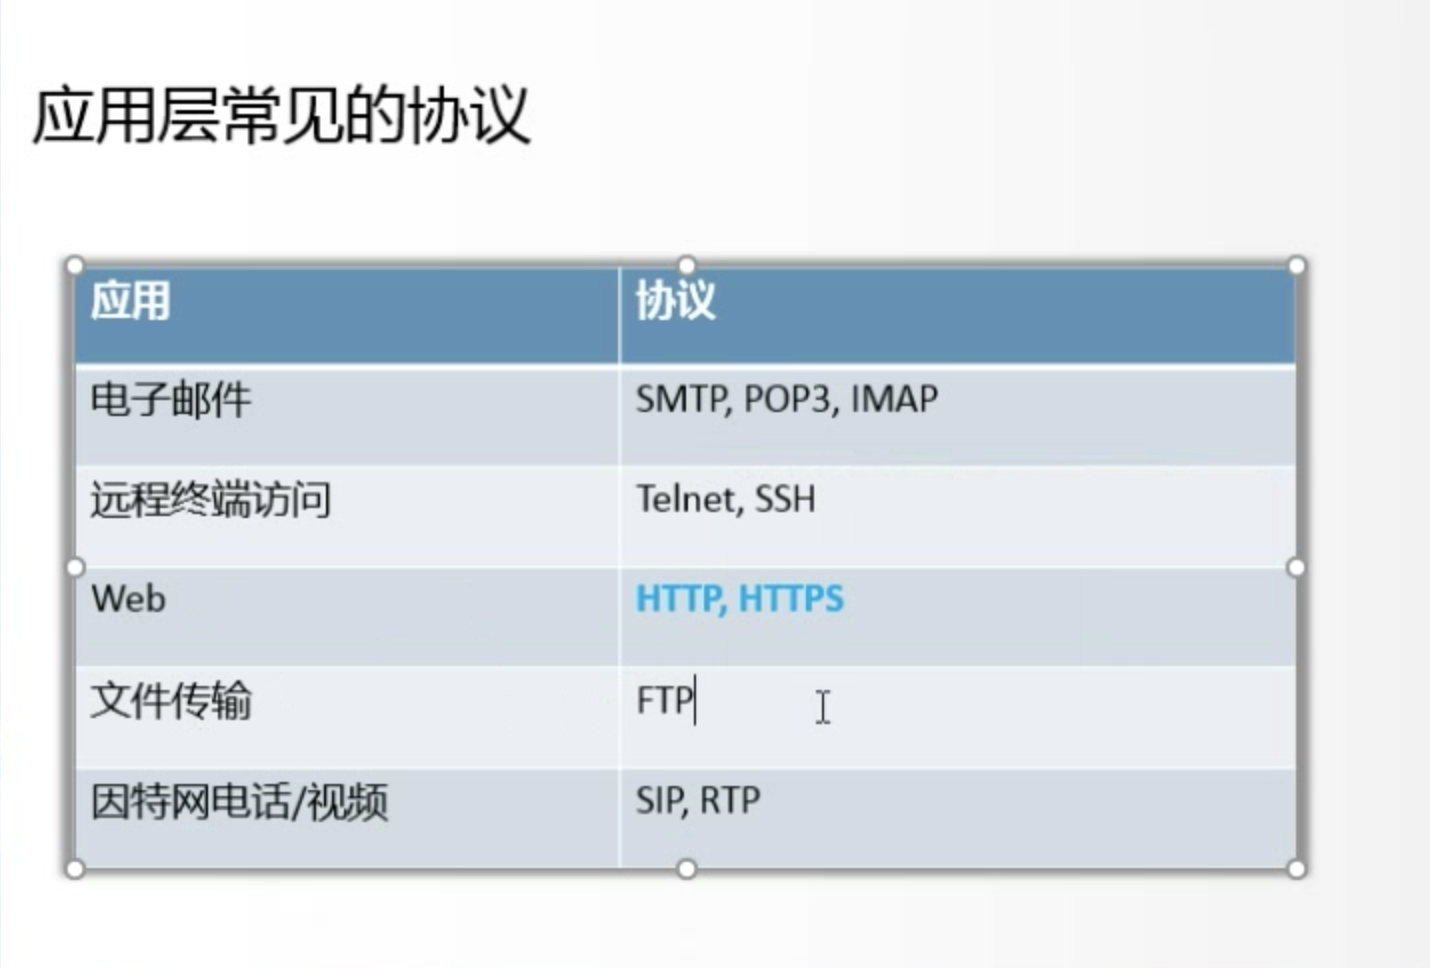 应用层常见的协议
应用 协议
电子邮件 SMTP, POP3, IMAP
远程终端访问 Telnet, SSH
Web HTTP, HTTPS
文件传输 FTP
因特网电话/视频 SIP, RTP